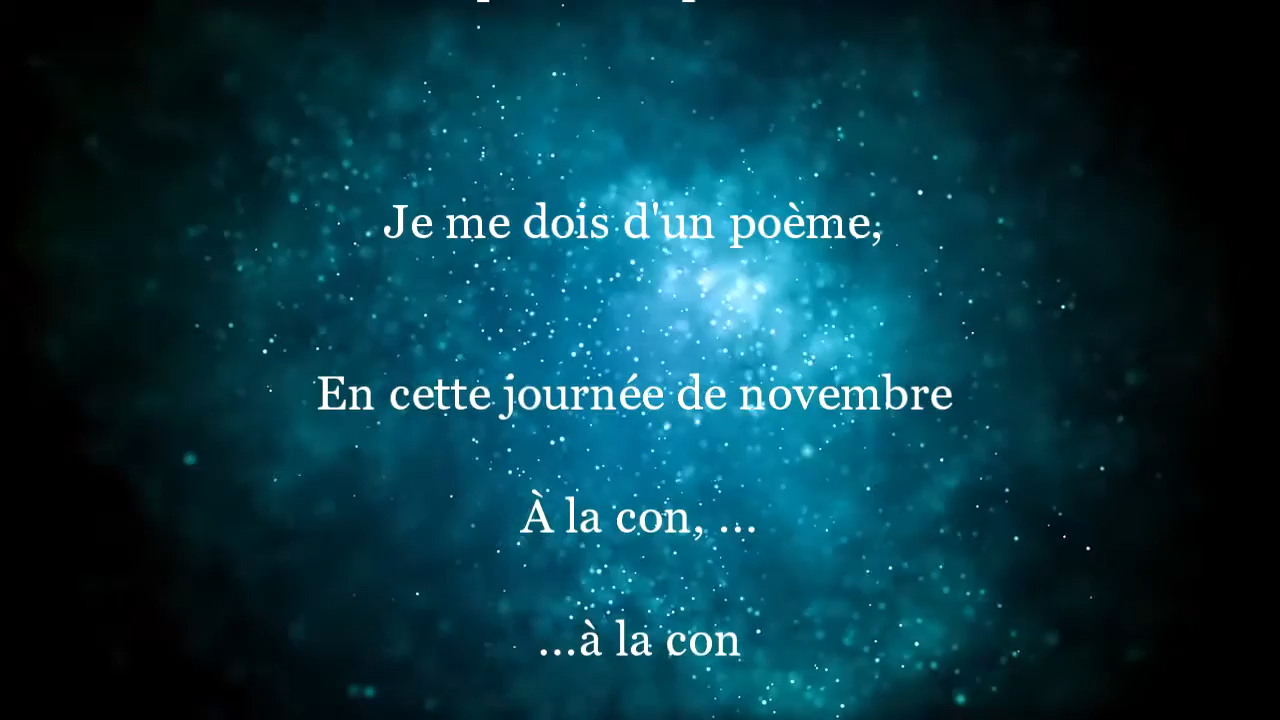 Je me dois d'un poème,
En cette journée de novembre
À la con, ...
...à la con